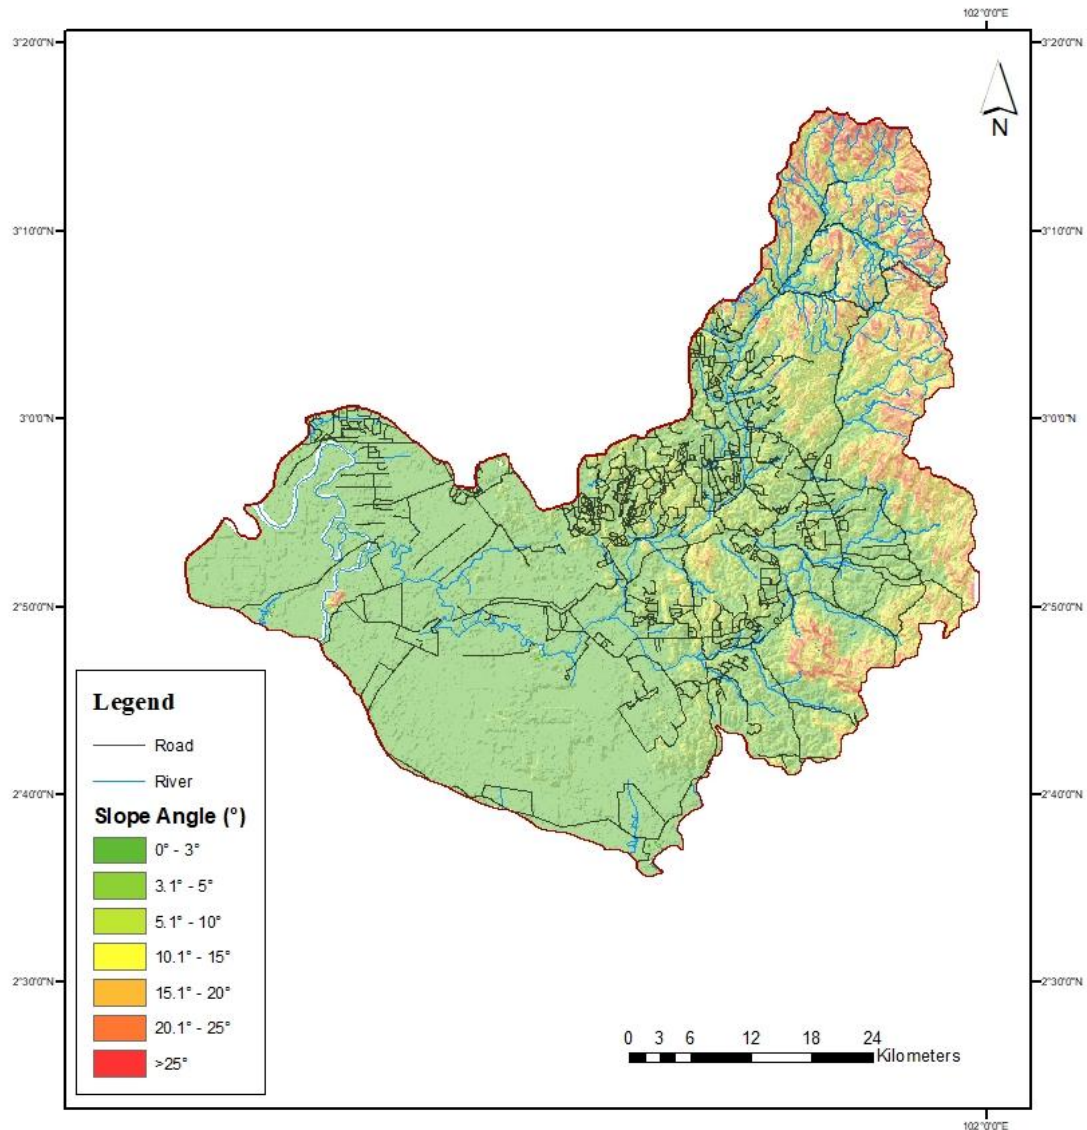 102°0'0"E
3°20'0"N
3°20'0"N
N
3°10'0"N
3°10'0"N
3°0'0"N
3°0'0"N
2°50'0"N
2°50'0"N
Legend
Road
River
Slope Angle (°)
0° - 3°
3.1° - 5°
5.1° - 10°
10.1° - 15°
15.1° - 20°
20.1° - 25°
>25°
2°40'0"N
2°40'0"N
2°30'0"N
2°30'0"N
0 3 6 12 18 24
Kilometers
102°0'0"E